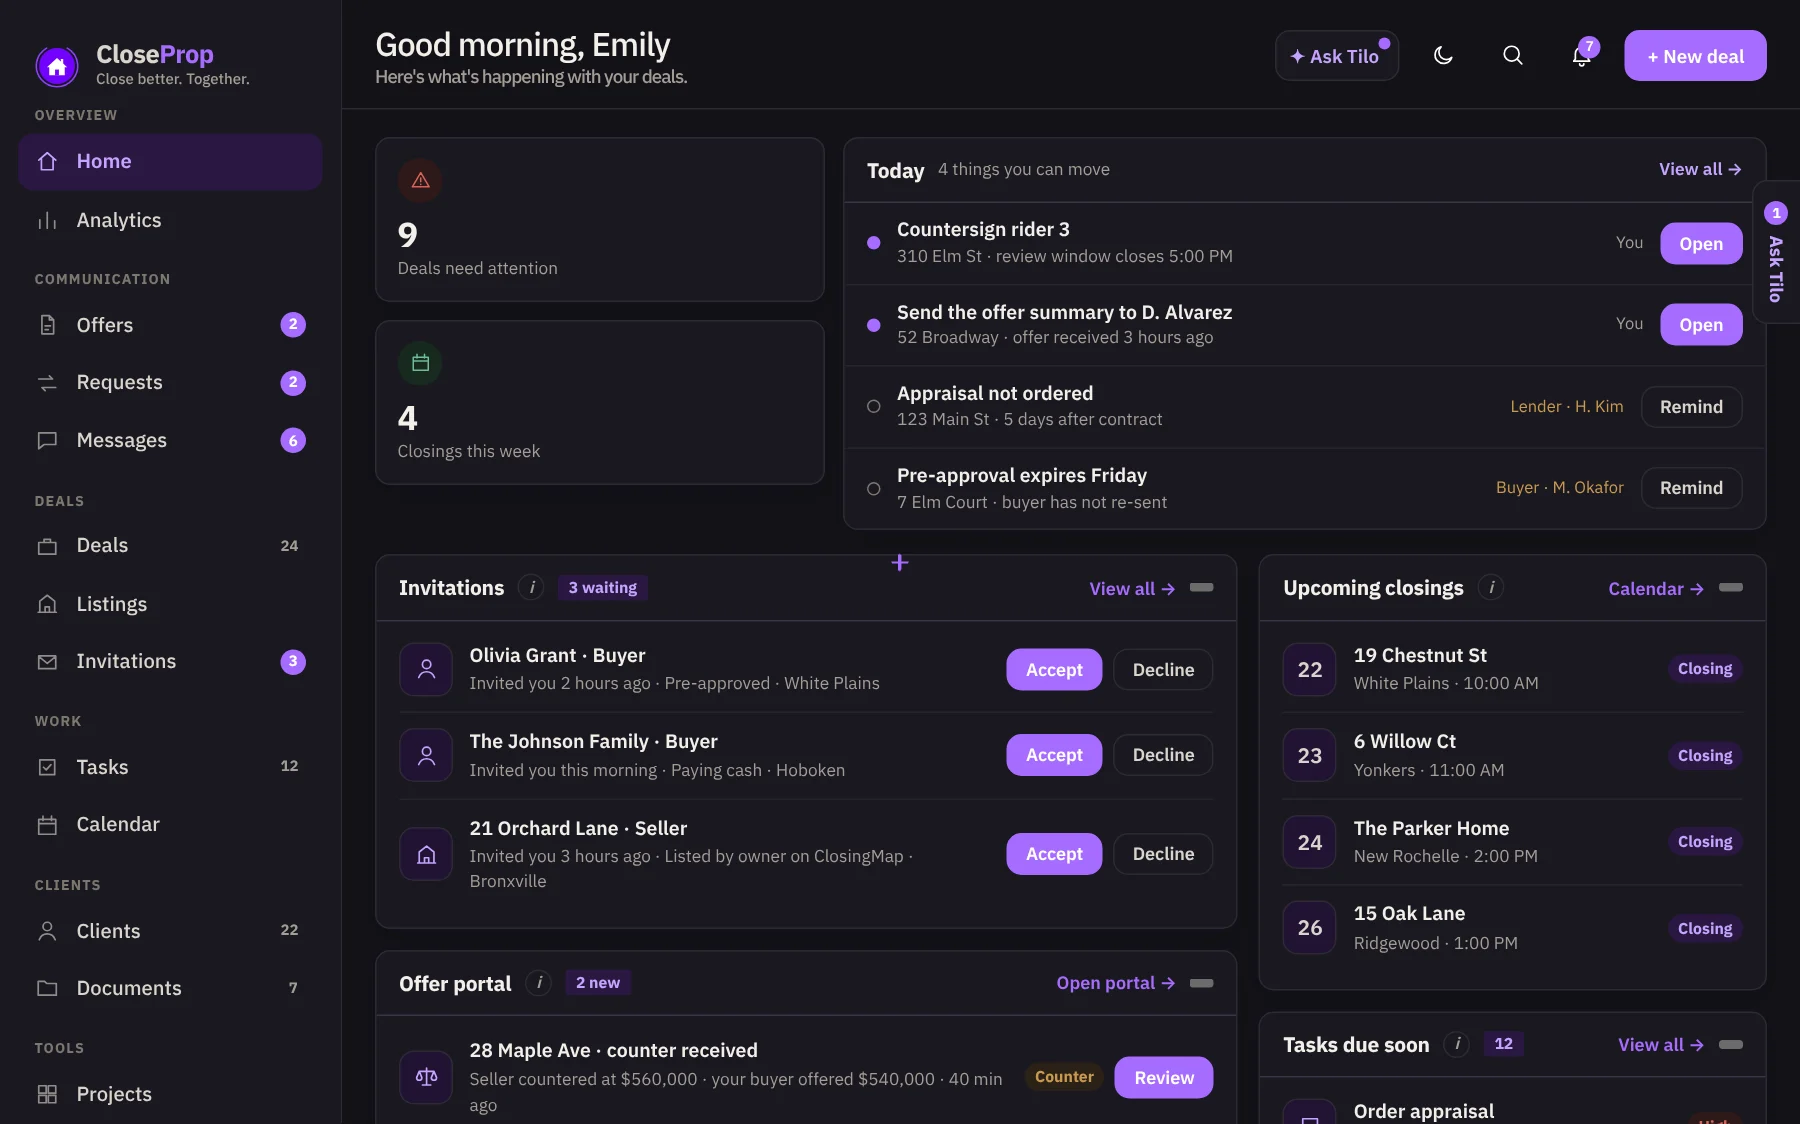 CloseProp
Close better. Together.
OVERVIEW
Home
Analytics
COMMUNICATION
Offers 2
Requests 2
Messages 6
DEALS
Deals 24
Listings
Invitations 3
WORK
Tasks 12
Calendar
CLIENTS
Clients 22
Documents 7
TOOLS
Projects
Good morning, Emily
Here's what's happening with your deals.
Ask Tilo
7
+ New deal
9
Deals need attention
4
Closings this week
Today 4 things you can move View all →
Countersign rider 3
310 Elm St · review window closes 5:00 PM
You Open
Send the offer summary to D. Alvarez
52 Broadway · offer received 3 hours ago
You Open
Appraisal not ordered
123 Main St · 5 days after contract
Lender · H. Kim Remind
Pre-approval expires Friday
7 Elm Court · buyer has not re-sent
Buyer · M. Okafor Remind
1 Ask Tilo
+
Invitations i 3 waiting View all →
Olivia Grant · Buyer
Invited you 2 hours ago · Pre-approved · White Plains
Accept Decline
The Johnson Family · Buyer
Invited you this morning · Paying cash · Hoboken
Accept Decline
21 Orchard Lane · Seller
Invited you 3 hours ago · Listed by owner on ClosingMap ·
Bronxville
Accept Decline
Offer portal i 2 new Open portal →
28 Maple Ave · counter received
Seller countered at $560,000 · your buyer offered $540,000 · 40 min
ago
Counter Review
Upcoming closings i Calendar →
22 19 Chestnut St
White Plains · 10:00 AM
Closing
23 6 Willow Ct
Yonkers · 11:00 AM
Closing
24 The Parker Home
New Rochelle · 2:00 PM
Closing
26 15 Oak Lane
Ridgewood · 1:00 PM
Closing
Tasks due soon i 12 View all →
Order appraisal
High